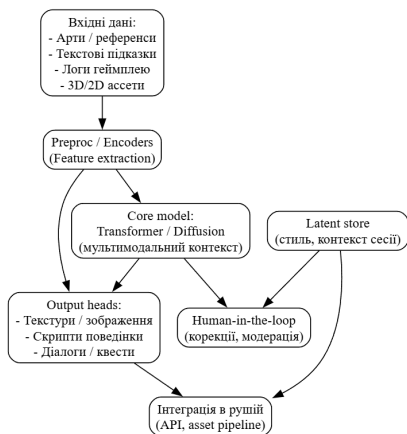 Вхідні дані:
- Арти / референси
- Текстові підказки
- Логи геймплею
- 3D/2D ассети
Preproc / Encoders
(Feature extraction)
Core model:
Transformer / Diffusion
(мультимодальний контекст)
Latent store
(стиль, контекст сесії)
Output heads:
- Текстури / зображення
- Скрипти поведінки
- Діалоги / квести
Human-in-the-loop
(корекції, модерація)
Інтеграція в рушій
(API, asset pipeline)